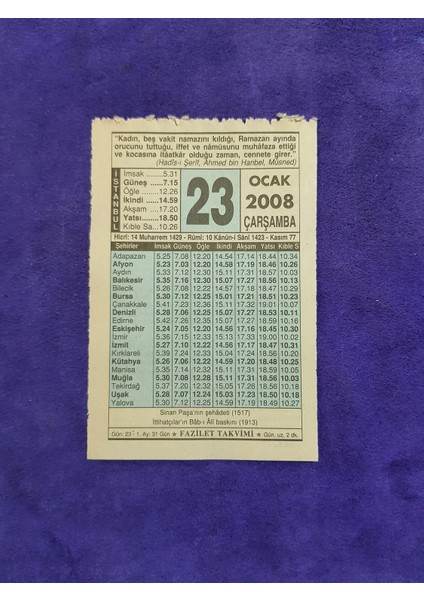 "Kadın, beş vakit namazını kıldığı, Ramazan ayında
orucunu tuttuğu, iffet ve nâmûsunu muhâfaza ettiği
ve kocasına itâatkâr olduğu zaman, cennete girer."
(Hadîs-i Şerîf, Ahmed bin Hanbel, Müsned)
İSTANBUL
İmsak 5.31
Güneş 7.15
Öğle 12.26
İkindi 14.59
Akşam 17.20
Yatsı 18.50
Kıble Sa... 10.26
23
OCAK
2008
ÇARŞAMBA
Hicrî: 14 Muharrem 1429 - Rûmî: 10 Kânûn-i Sânî 1423 - Kasım 77
Şehirler İmsak Güneş Öğle İkindi Akşam Yatsı Kıble S
Adapazarı 5.25 7.08 12.20 14.54 17.14 18.44 10.34
Afyon 5.23 7.03 12.20 14.58 17.19 18.46 10.26
Aydın 5.33 7.12 12.30 15.11 17.31 18.57 10.03
Balıkesir 5.35 7.16 12.30 15.07 17.27 18.56 10.13
Bilecik 5.26 7.08 12.21 14.57 17.17 18.46 10.28
Bursa 5.30 7.12 12.25 15.01 17.21 18.51 10.23
Çanakkale 5.41 7.23 12.36 15.11 17.32 19.01 10.07
Denizli 5.28 7.06 12.25 15.07 17.27 18.53 10.11
Edirne 5.42 7.26 12.35 15.07 17.27 18.59 10.16
Eskişehir 5.24 7.05 12.20 14.56 17.16 18.45 10.30
İzmir 5.36 7.15 12.33 15.13 17.33 19.00 10.02
İzmit 5.27 7.10 12.22 14.56 17.17 18.47 10.31
Kırklareli 5.39 7.24 12.33 15.05 17.24 18.56 10.20
Kütahya 5.26 7.06 12.22 14.59 17.19 18.48 10.25
Manisa 5.35 7.14 12.32 15.11 17.31 18.59 10.05
Muğla 5.30 7.08 12.28 15.11 17.31 18.56 10.03
Tekirdağ 5.37 7.20 12.32 15.05 17.26 18.56 10.18
Uşak 5.28 7.07 12.24 15.03 17.23 18.50 10.18
Yalova 5.30 7.12 12.25 14.59 17.19 18.49 10.27
Sinan Paşa'nın şehâdeti (1517)
İttihatçılar'ın Bâb-ı Âlî baskını (1913)
Gün: 23 - 1. Ay: 31 Gün ★ FAZİLET TAKVİMİ ★ Gün. uz. 2 dk.